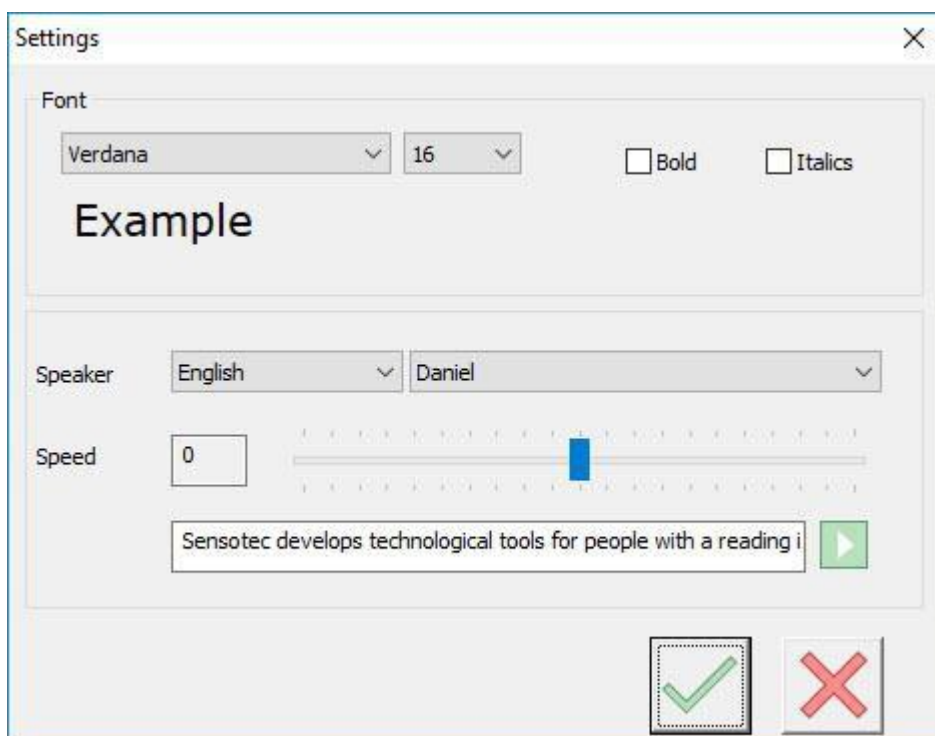 Settings
Font
Verdana 16 Bold Italics
Example
Speaker English Daniel
Speed 0
Sensotec develops technological tools for people with a reading i